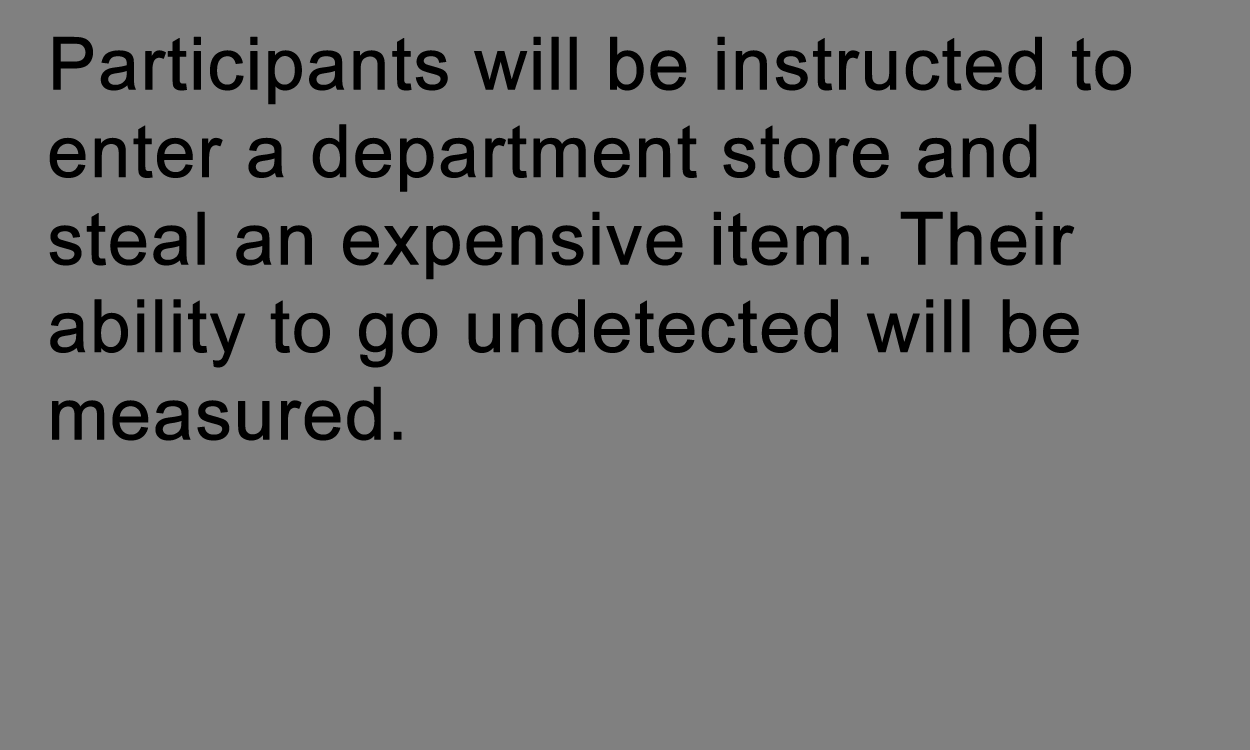 Participants will be instructed to
enter a department store and
steal an expensive item. Their
ability to go undetected will be
measured.